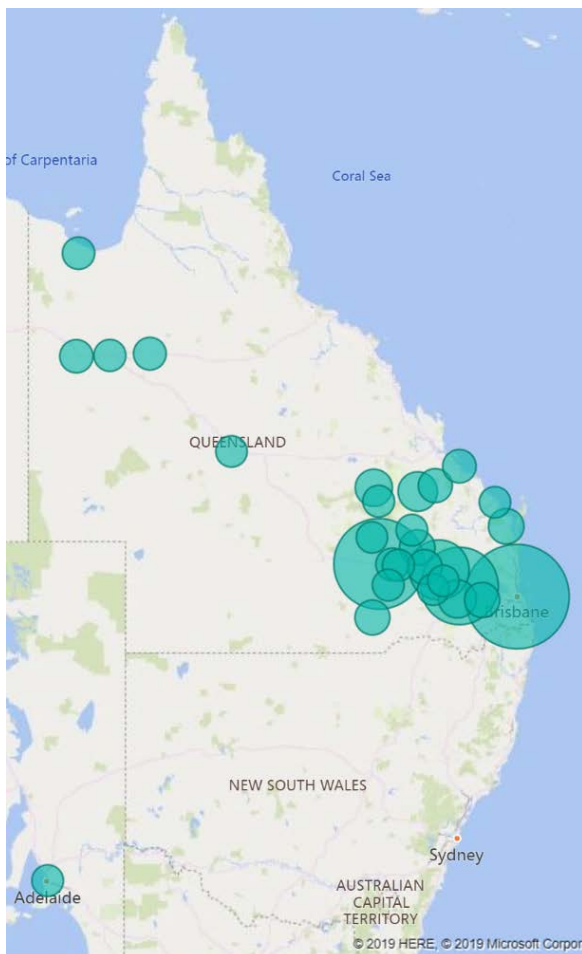 of Carpentaria
Coral Sea
QUEENSLAND
Brisbane
NEW SOUTH WALES
Sydney
Adelaide
AUSTRALIAN
CAPITAL
TERRITORY
© 2019 HERE, © 2019 Microsoft Corpor